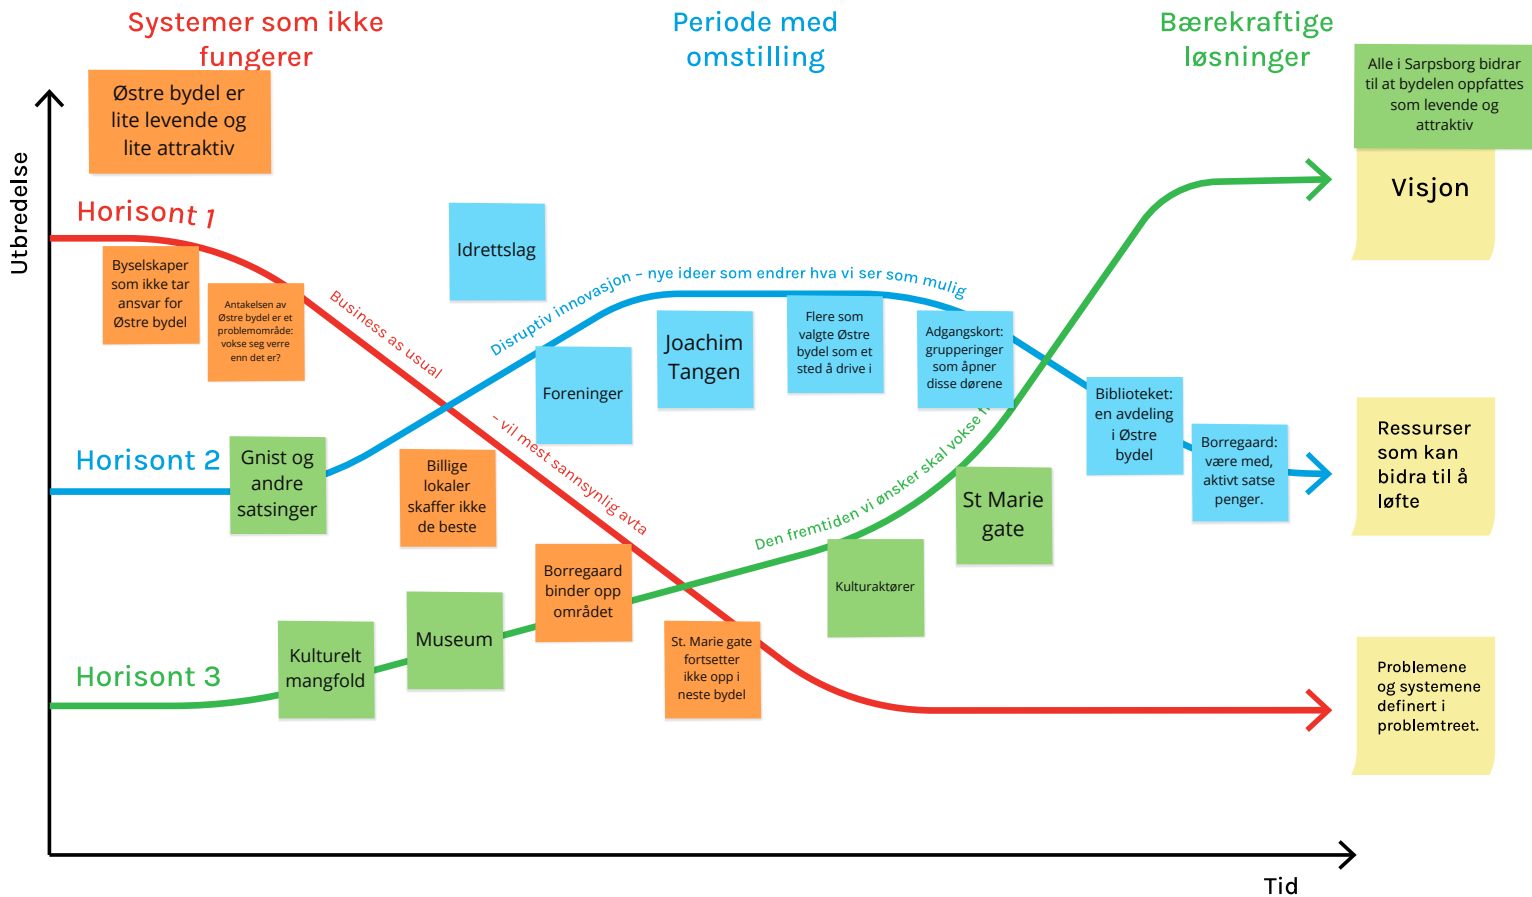 Systemer som ikke
fungerer
Periode med
omstilling
Bærekraftige
løsninger
Utbredelse
Østre bydel er
lite levende og
lite attraktiv
Alle i Sarpsborg bidrar
til at bydelen oppfattes
som levende og
attraktiv
Visjon
Horisont 1
Byselskaper
som ikke tar
ansvar for
Østre bydel
Antakelsen av
Østre bydel er et
problemområde:
vokse seg verre
enn det er?
Business as usual
– vil mest sannsynlig avta
Idrettslag
Disruptiv innovasjon – nye ideer som endrer hva vi ser som mulig
Foreninger
Joachim
Tangen
Flere som
valgte Østre
bydel som et
sted å drive i
Adgangskort:
grupperinger
som åpner
disse dørene
Biblioteket:
en avdeling
i Østre
bydel
Borregaard:
være med,
aktivt satse
penger.
Ressurser
som kan
bidra til å
løfte
Horisont 2
Gnist og
andre
satsinger
Billige
lokaler
skaffer ikke
de beste
Den fremtiden vi ønsker skal vokse
St Marie
gate
Kulturaktører
Borregaard
binder opp
området
St. Marie gate
fortsetter
ikke opp i
neste bydel
Horisont 3
Kulturelt
mangfold
Museum
Problemene
og systemene
definert i
problemtreet.
Tid